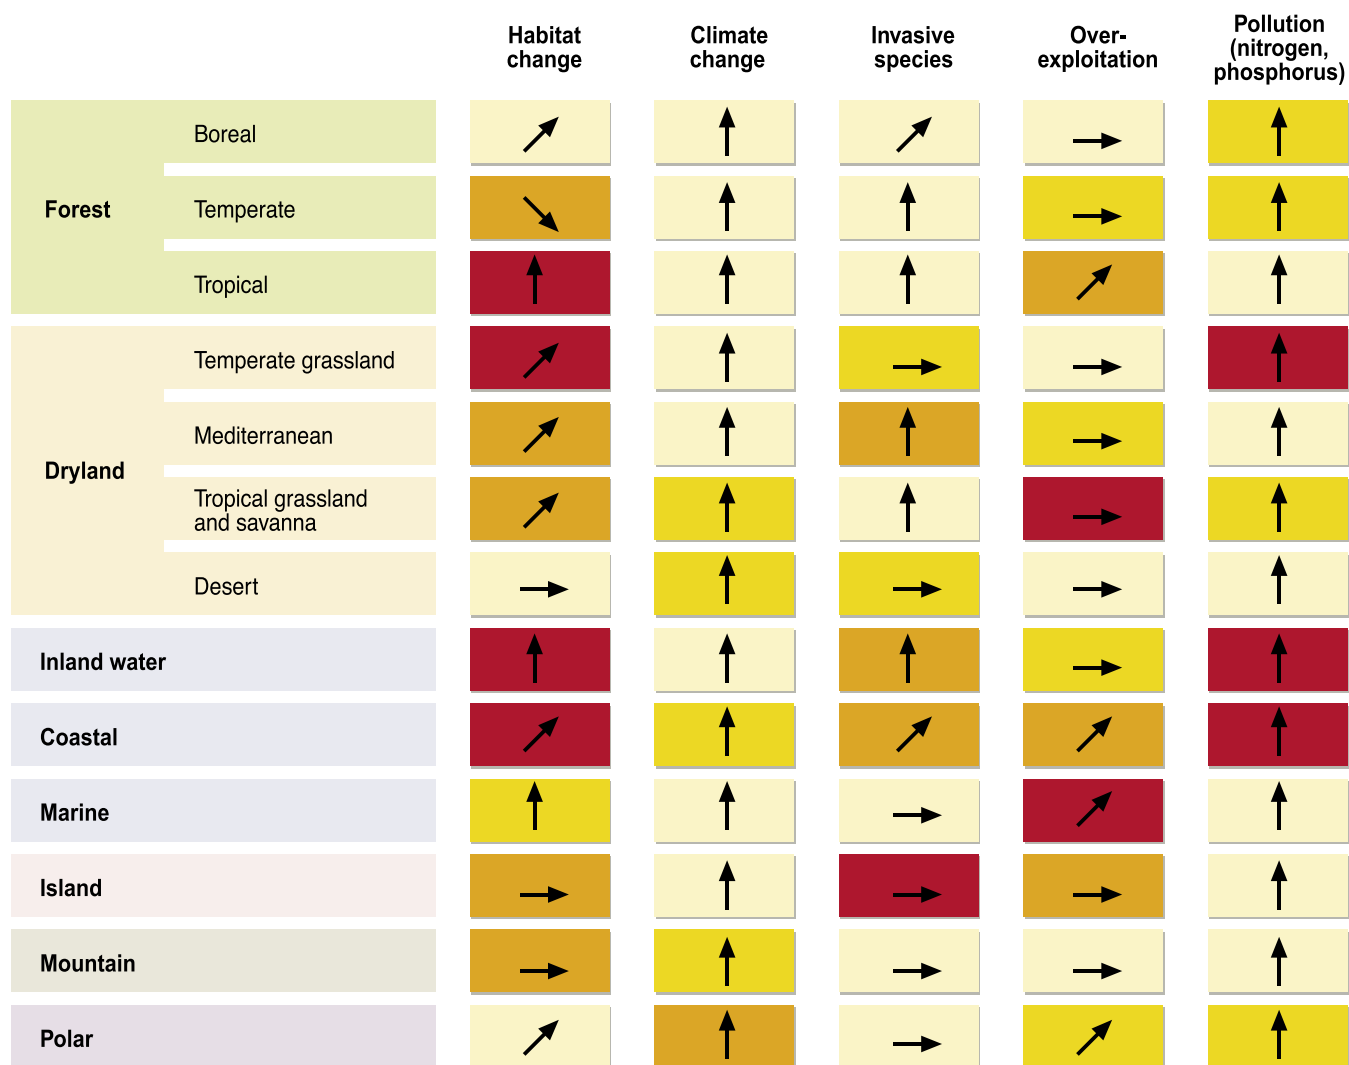 Habitat
change
Climate
change
Invasive
species
Over-
exploitation
Pollution
(nitrogen,
phosphorus)
Forest
Boreal
Temperate
Tropical
Dryland
Temperate grassland
Mediterranean
Tropical grassland
and savanna
Desert
Inland water
Coastal
Marine
Island
Mountain
Polar